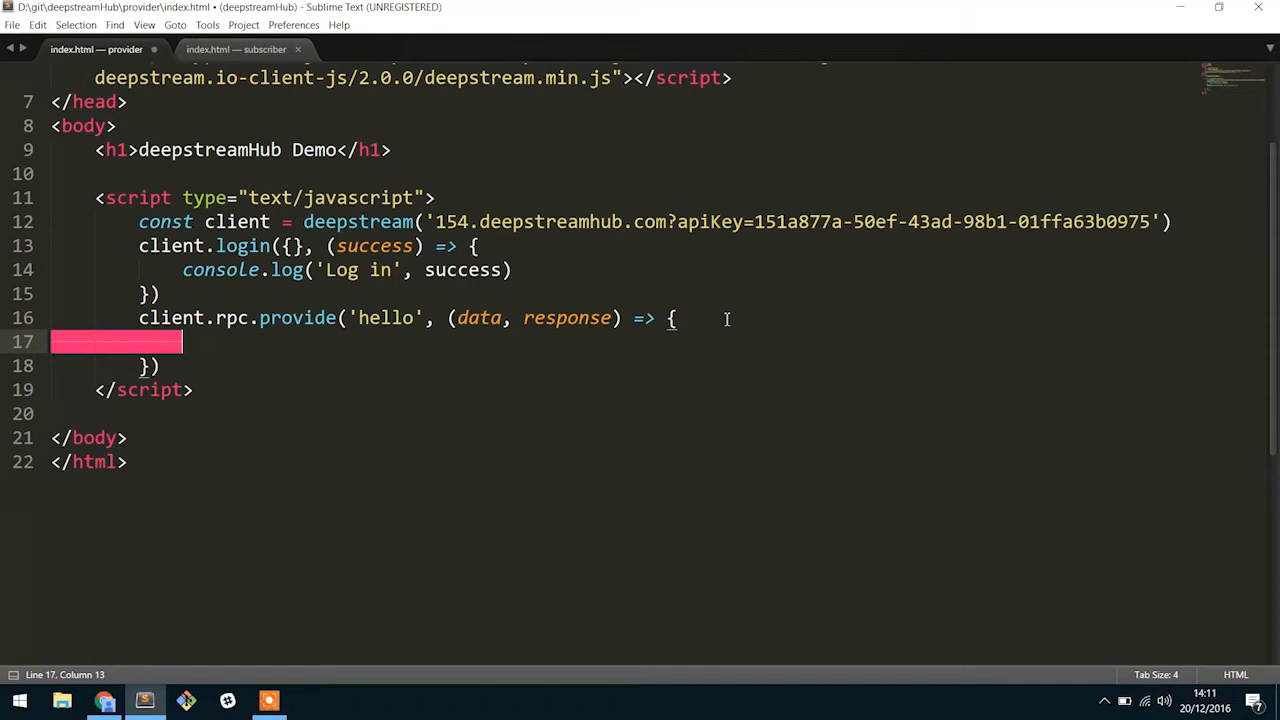 D:\git\deepstreamHub\provider\index.html • (deepstreamHub) - Sublime Text (UNREGISTERED)
File Edit Selection Find View Goto Tools Project Preferences Help
index.html — provider index.html — subscriber
deepstream.io-client-js/2.0.0/deepstream.min.js"></script>
7 </head>
8 <body>
9 <h1>deepstreamHub Demo</h1>
10
11 <script type="text/javascript">
12 const client = deepstream('154.deepstreamhub.com?apiKey=151a877a-50ef-43ad-98b1-01ffa63b0975')
13 client.login({}, (success) => {
14 console.log('Log in', success)
15 })
16 client.rpc.provide('hello', (data, response) => {
17
18 })
19 </script>
20
21 </body>
22 </html>
Line 17, Column 13 Tab Size: 4 HTML
14:11
20/12/2016
7